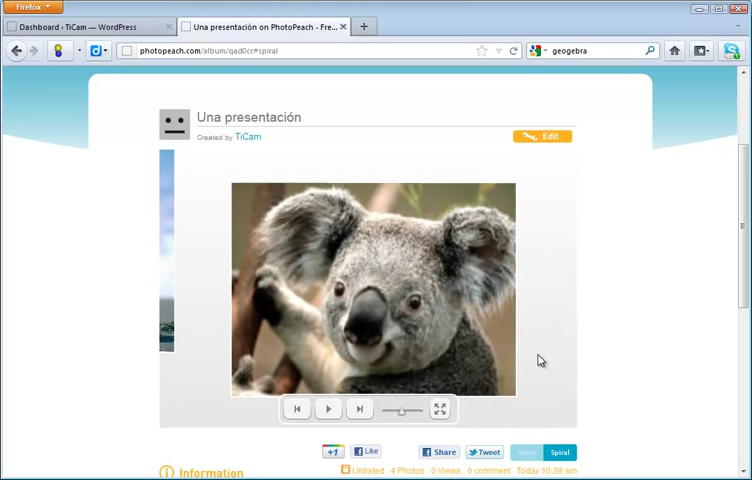 Firefox
Dashboard - TiCam — WordPress
Una presentación on PhotoPeach - Fre...
photopeach.com/album/qad0cc#spiral
geogebra
Una presentación
Created by TiCam
Edit
+1
Like
Share
Tweet
Spiral
Information
Unlisted 4 Photos 0 Views 0 comment Today 10:39 am